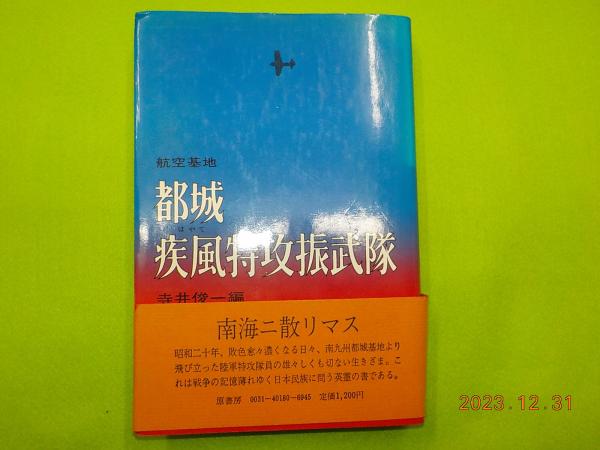 航空基地
都城
はやて
疾風特攻振武隊
寺井俊一編
南海ニ散リマス
昭和二十年、敗色愈々濃くなる日々、南九州都城基地より
飛び立った陸軍特攻隊員の雄々しくも切ない生きざま。こ
れは戦争の記憶薄れゆく日本民族に問う英霊の書である。
原書房 0031-40180-6945 定価1,200円
2023.12.31